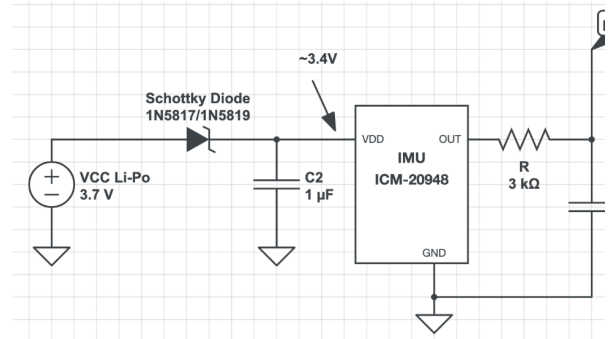 ~3.4V
Schottky Diode
1N5817/1N5819
VDD
OUT
IMU
ICM-20948
GND
VCC Li-Po
3.7 V
C2
1 µF
R
3 kΩ